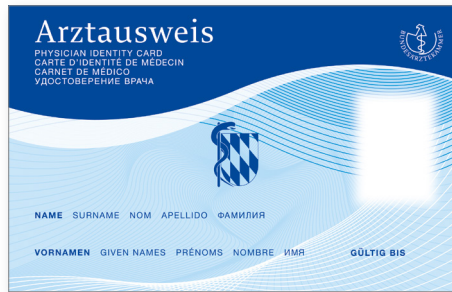 Arztausweis
PHYSICIAN IDENTITY CARD
CARTE D'IDENTITÉ DE MÉDECIN
CARNET DE MÉDICO
УДОСТОВЕРЕНИЕ ВРАЧА
BUNDESÄRZTEKAMMER
NAME SURNAME NOM APELLIDO ФАМИЛИЯ
VORNAMEN GIVEN NAMES PRÉNOMS NOMBRE ИМЯ GÜLTIG BIS